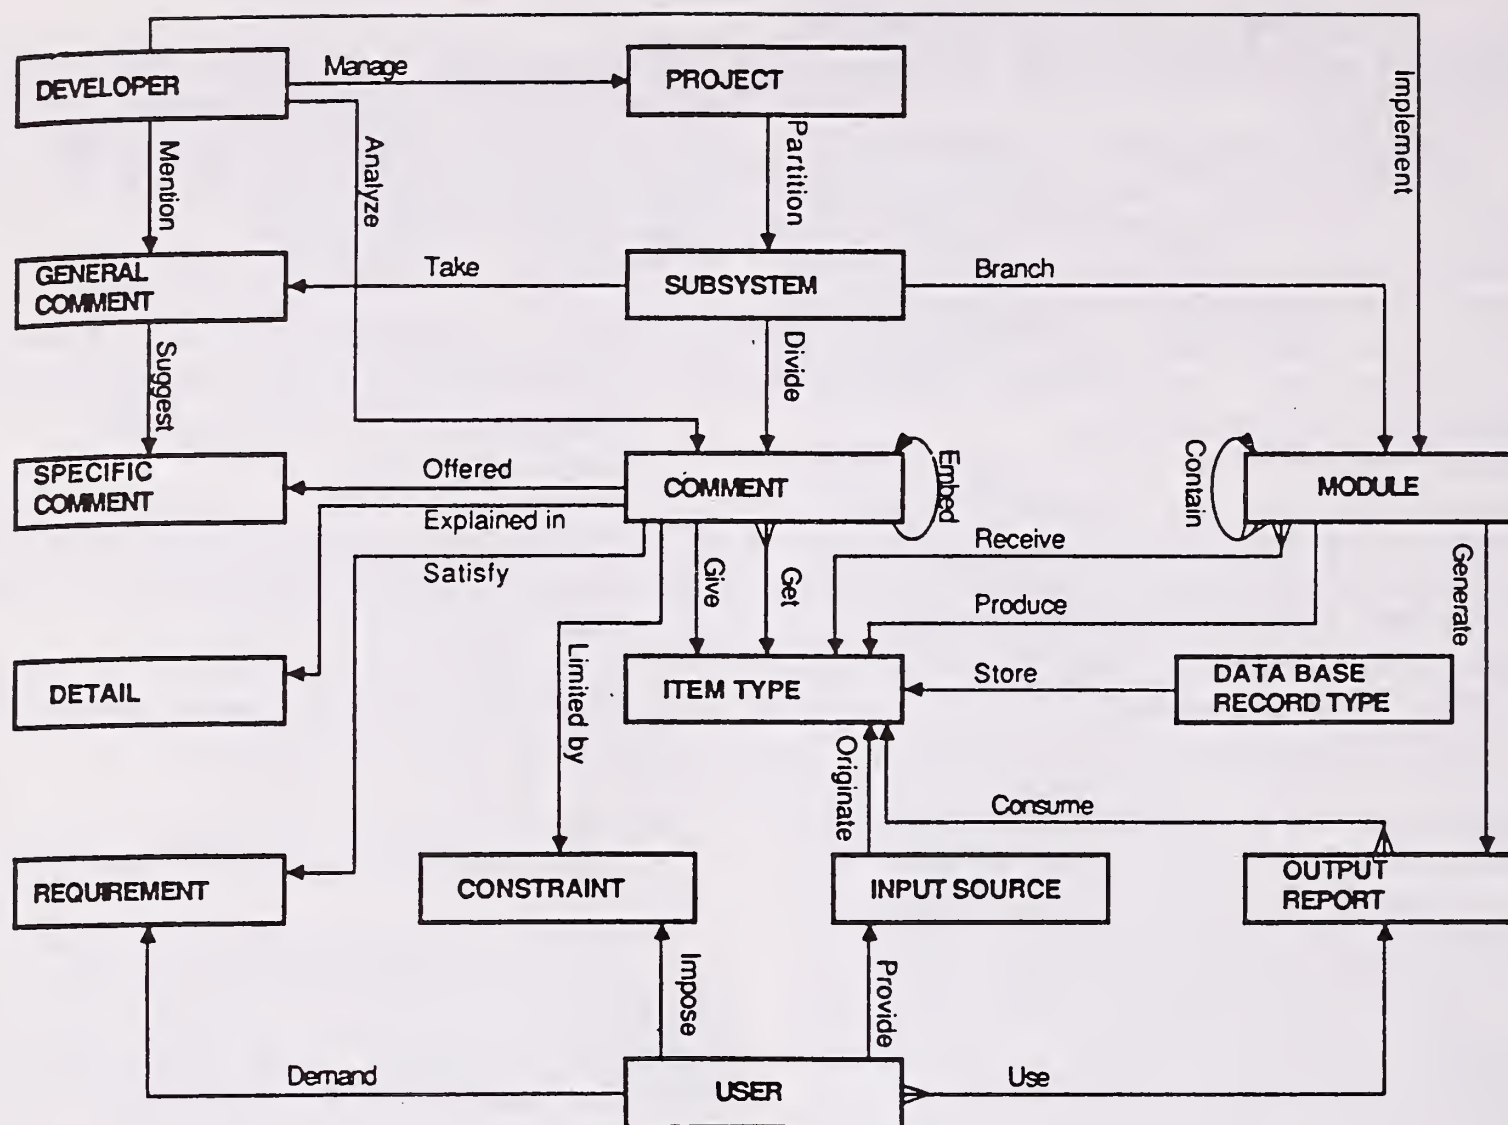 DEVELOPER
Manage
PROJECT
Implement
Mention
Analyze
Partition
GENERAL
COMMENT
Take
SUBSYSTEM
Branch
Suggest
Divide
SPECIFIC
COMMENT
Offered
COMMENT
Embed
Contain
MODULE
Explained in
Satisfy
Give
Get
Receive
Produce
Generate
DETAIL
Limited by
ITEM TYPE
Store
DATA BASE
RECORD TYPE
Originate
Consume
REQUIREMENT
CONSTRAINT
INPUT SOURCE
OUTPUT
REPORT
Impose
Provide
Demand
USER
Use